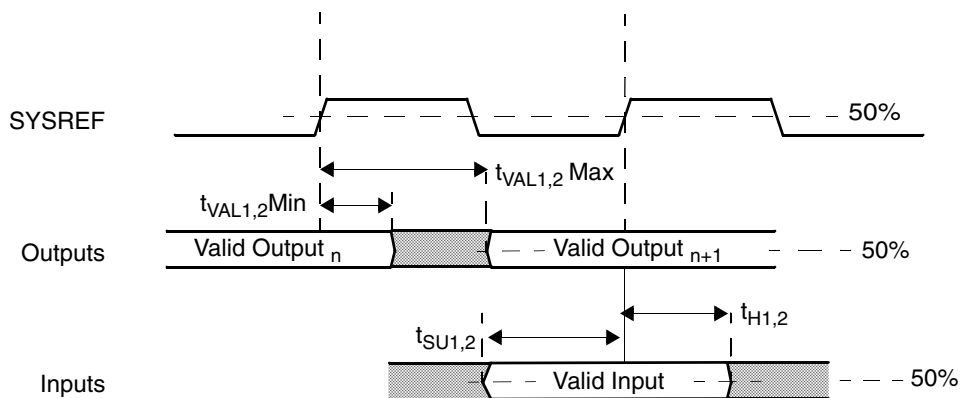 SYSREF
50%
tVAL1,2 Max
tVAL1,2Min
Outputs
Valid Output n
Valid Output n+1
50%
tSU1,2
tH1,2
Inputs
Valid Input
50%